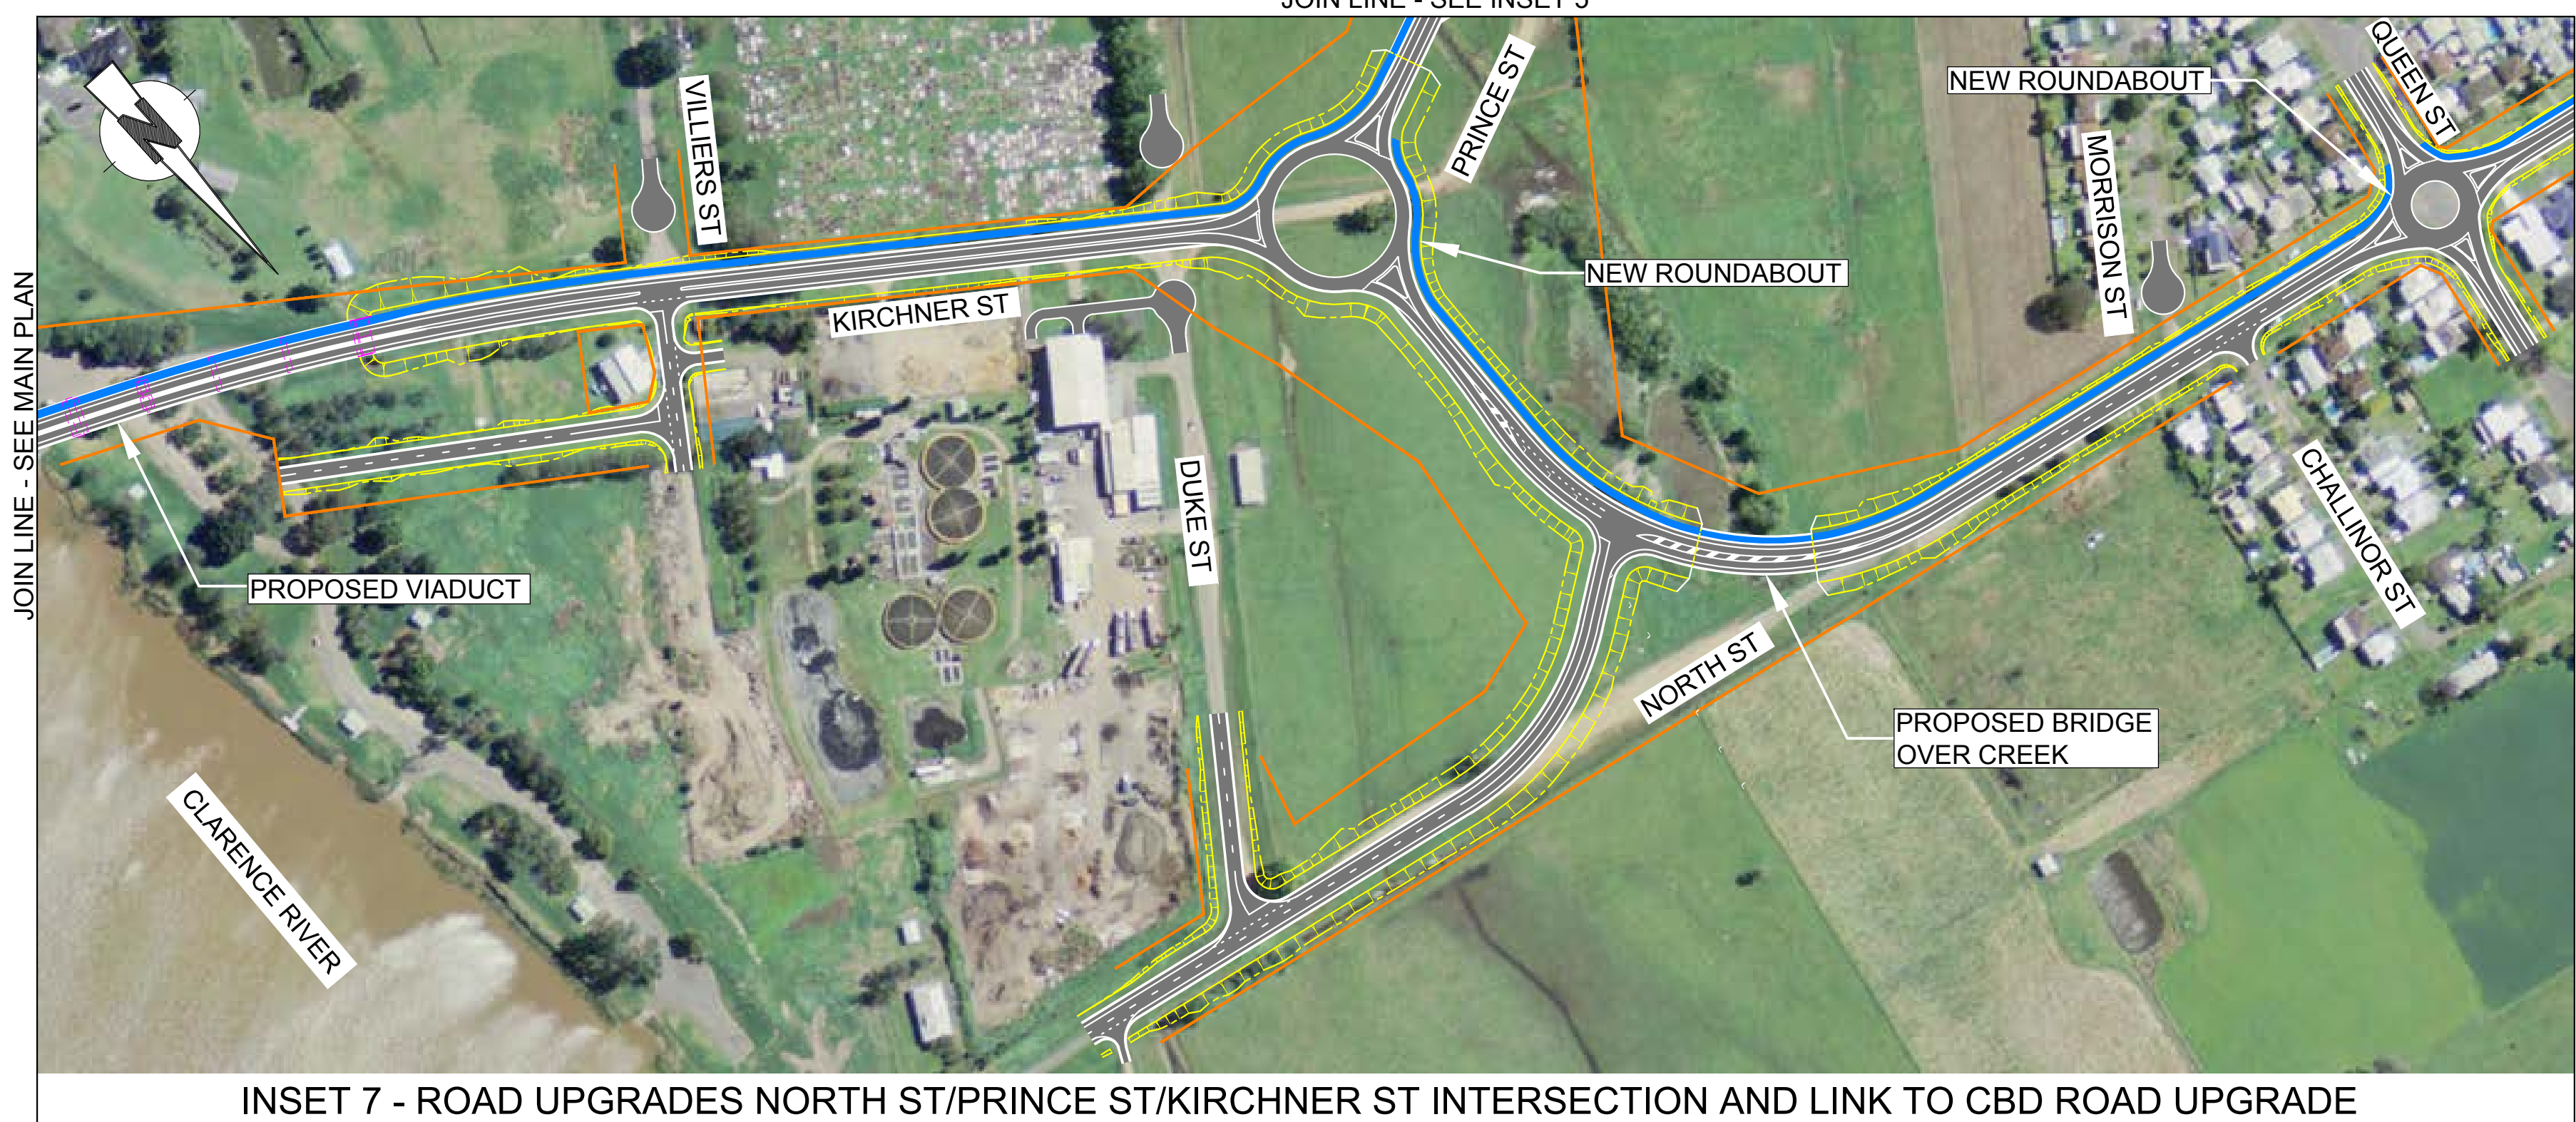 JOIN LINE - SEE INSET 5
QUEEN ST
NEW ROUNDABOUT
PRINCE ST
VILLIERS ST
MORRISON ST
NEW ROUNDABOUT
KIRCHNER ST
JOIN LINE - SEE MAIN PLAN
DUKE ST
CHALLINOR ST
PROPOSED VIADUCT
NORTH ST
PROPOSED BRIDGE
OVER CREEK
CLARENCE RIVER
INSET 7 - ROAD UPGRADES NORTH ST/PRINCE ST/KIRCHNER ST INTERSECTION AND LINK TO CBD ROAD UPGRADE